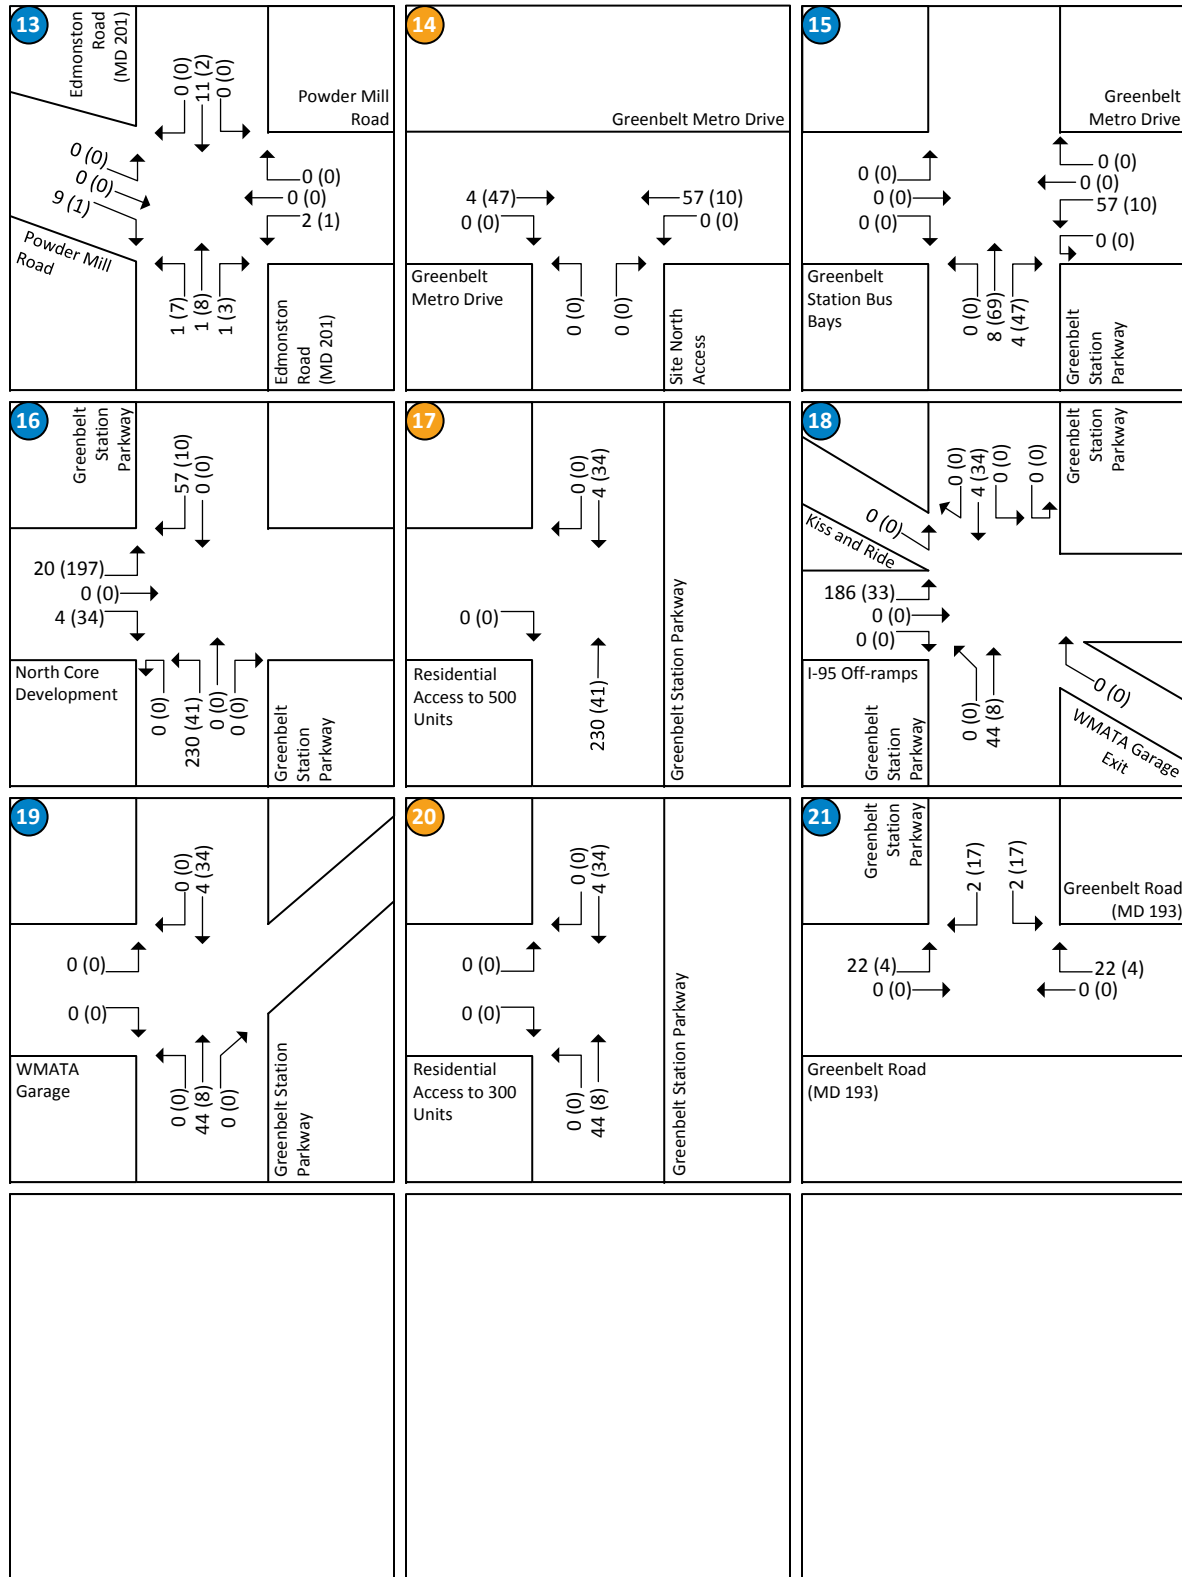 13
Edmonston
Road
(MD 201)
0 (0)
11 (2)
0 (0)
Powder Mill
Road
0 (0)
0 (0)
9 (1)
0 (0)
0 (0)
2 (1)
Powder Mill
Road
1 (7)
1 (8)
1 (3)
Edmonston
Road
(MD 201)
14
Greenbelt Metro Drive
4 (47)
0 (0)
57 (10)
0 (0)
Greenbelt
Metro Drive
0 (0)
0 (0)
Site North
Access
15
Greenbelt
Metro Drive
0 (0)
0 (0)
0 (0)
0 (0)
0 (0)
57 (10)
0 (0)
Greenbelt
Station Bus
Bays
0 (0)
8 (69)
4 (47)
Greenbelt
Station
Parkway
16
Greenbelt
Station
Parkway
57 (10)
0 (0)
20 (197)
0 (0)
4 (34)
North Core
Development
0 (0)
230 (41)
0 (0)
0 (0)
Greenbelt
Station
Parkway
17
0 (0)
4 (34)
0 (0)
Residential
Access to 500
Units
230 (41)
Greenbelt Station Parkway
18
0 (0)
4 (34)
0 (0)
0 (0)
Greenbelt
Station
Parkway
0 (0)
Kiss and Ride
186 (33)
0 (0)
0 (0)
I-95 Off-ramps
Greenbelt
Station
Parkway
0 (0)
44 (8)
0 (0)
WMATA Garage
Exit
19
0 (0)
4 (34)
0 (0)
0 (0)
WMATA
Garage
0 (0)
44 (8)
0 (0)
Greenbelt Station
Parkway
20
0 (0)
4 (34)
0 (0)
0 (0)
Residential
Access to 300
Units
0 (0)
44 (8)
Greenbelt Station Parkway
21
Greenbelt
Station
Parkway
2 (17)
2 (17)
Greenbelt Road
(MD 193)
22 (4)
0 (0)
22 (4)
0 (0)
Greenbelt Road
(MD 193)